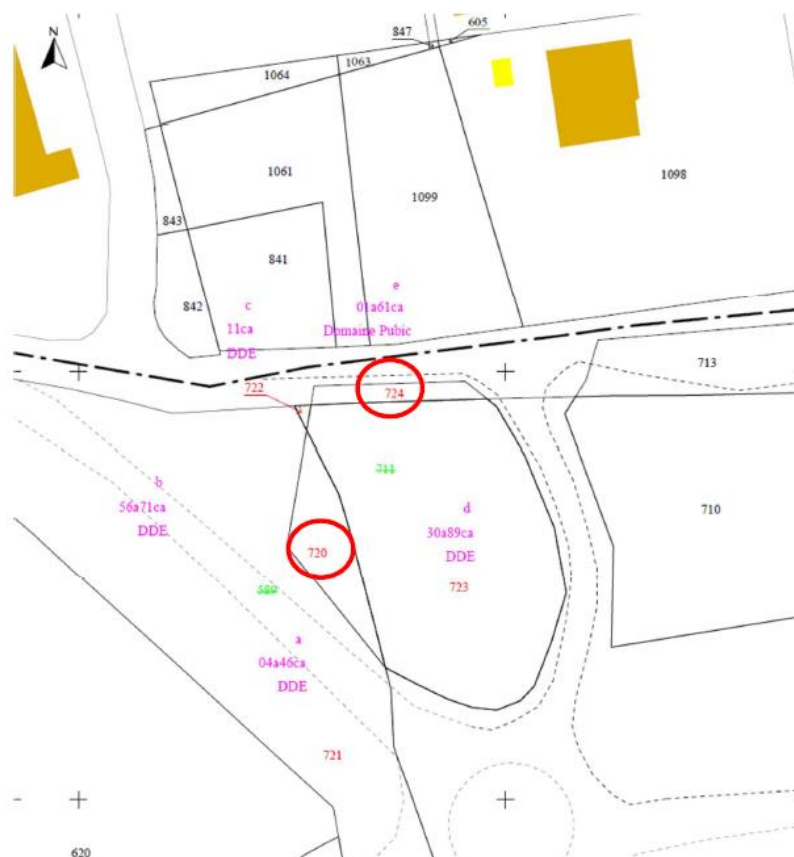 605
847
N
1063
1064
1061
1099
1098
843
841
842
e
01a61ca
Domaine Pubic
c
11ca
DDE
713
722
724
711
b
56a71ca
DDE
d
30a89ca
DDE
710
720
723
589
a
04a46ca
DDE
721
620